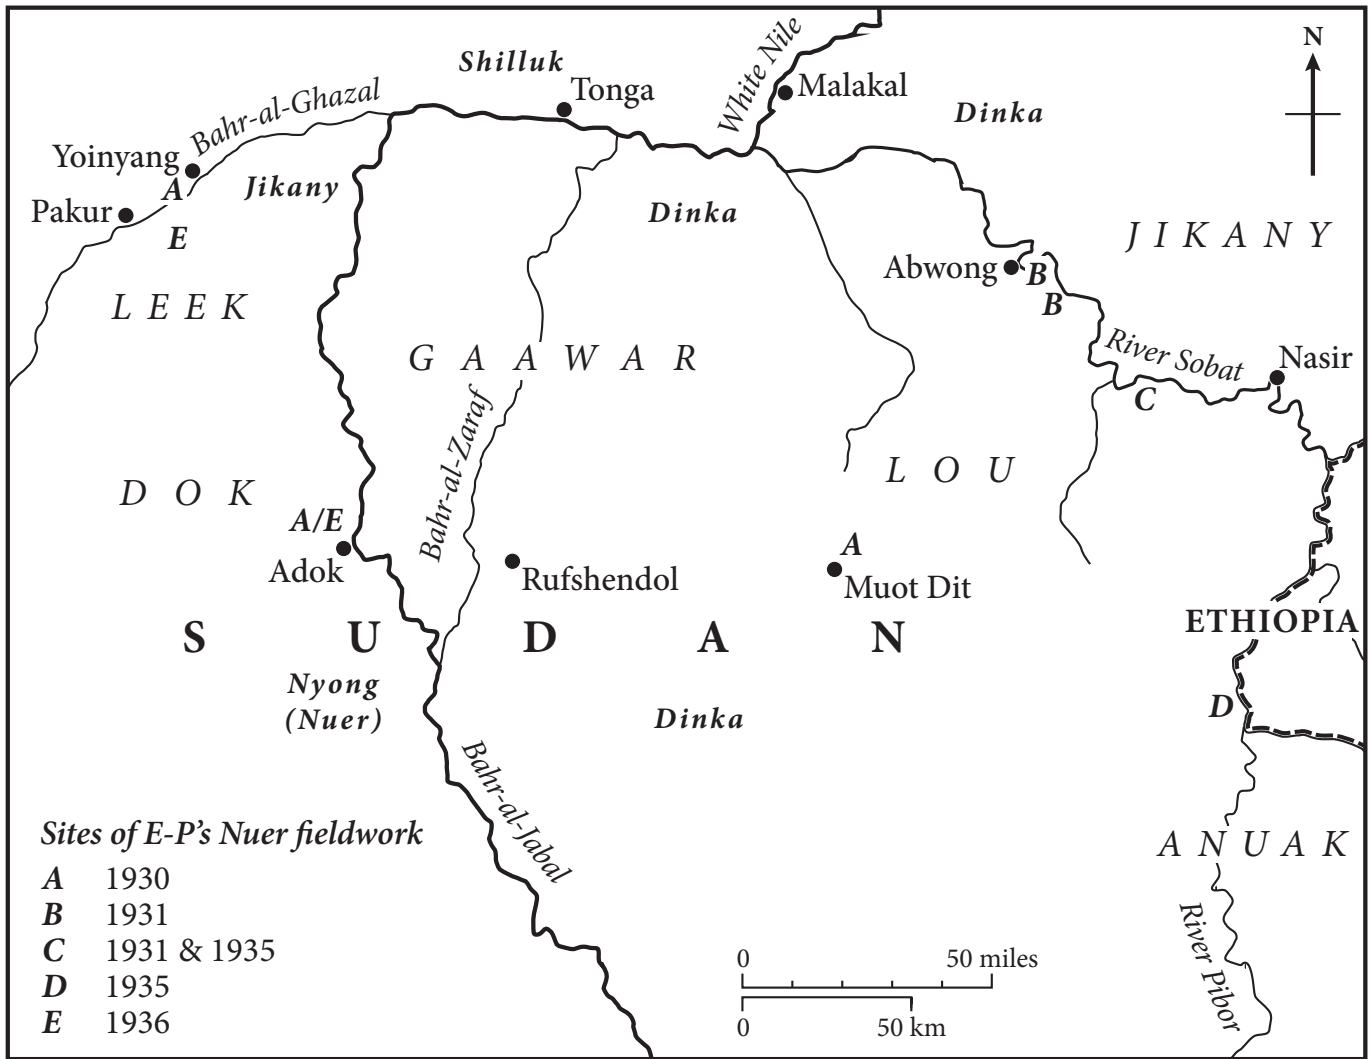 N
White Nile
Shilluk
Tonga
Malakal
Dinka
Bahr-al-Ghazal
Yoinyang
A
Jikany
Pakur
E
Dinka
JIKANY
Abwong
B
B
LEEK
GAAWAR
River Sobat
Nasir
C
Bahr-al-Zaraf
LOU
DOK
A/E
Adok
Rufshendol
A
Muot Dit
SUDAN
ETHIOPIA
Nyong
(Nuer)
Dinka
D
Bahr-al-Jabal
ANUAK
River Pibor
Sites of E-P’s Nuer fieldwork
A 1930
B 1931
C 1931 & 1935
D 1935
E 1936
0 50 miles
0 50 km